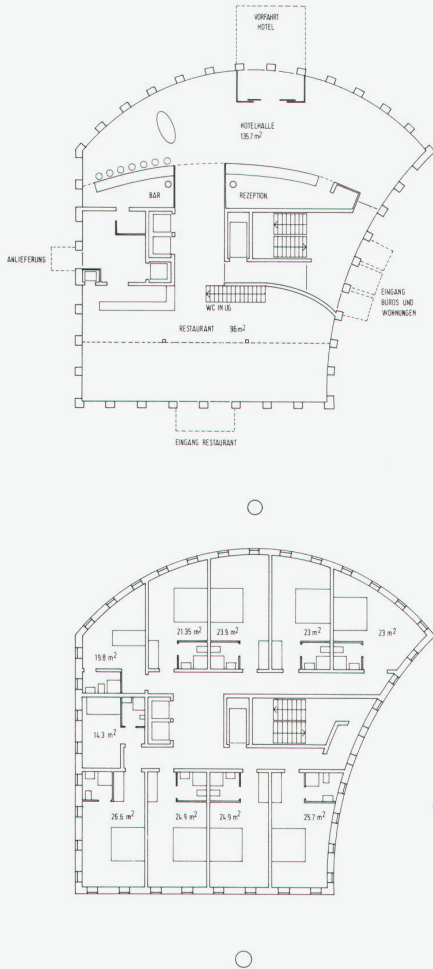 VORFAHRT
HOTEL
HOTELHALLE
135.7 m²
BAR
REZEPTION
ANLIEFERUNG
EINGANG
BÜROS UND
WOHNUNGEN
WC IN UG
RESTAURANT 96 m²
EINGANG RESTAURANT
21.35 m²
23.9 m²
23 m²
23 m²
19.8 m²
14.3 m²
26.6 m²
24.9 m²
24.9 m²
25.7 m²